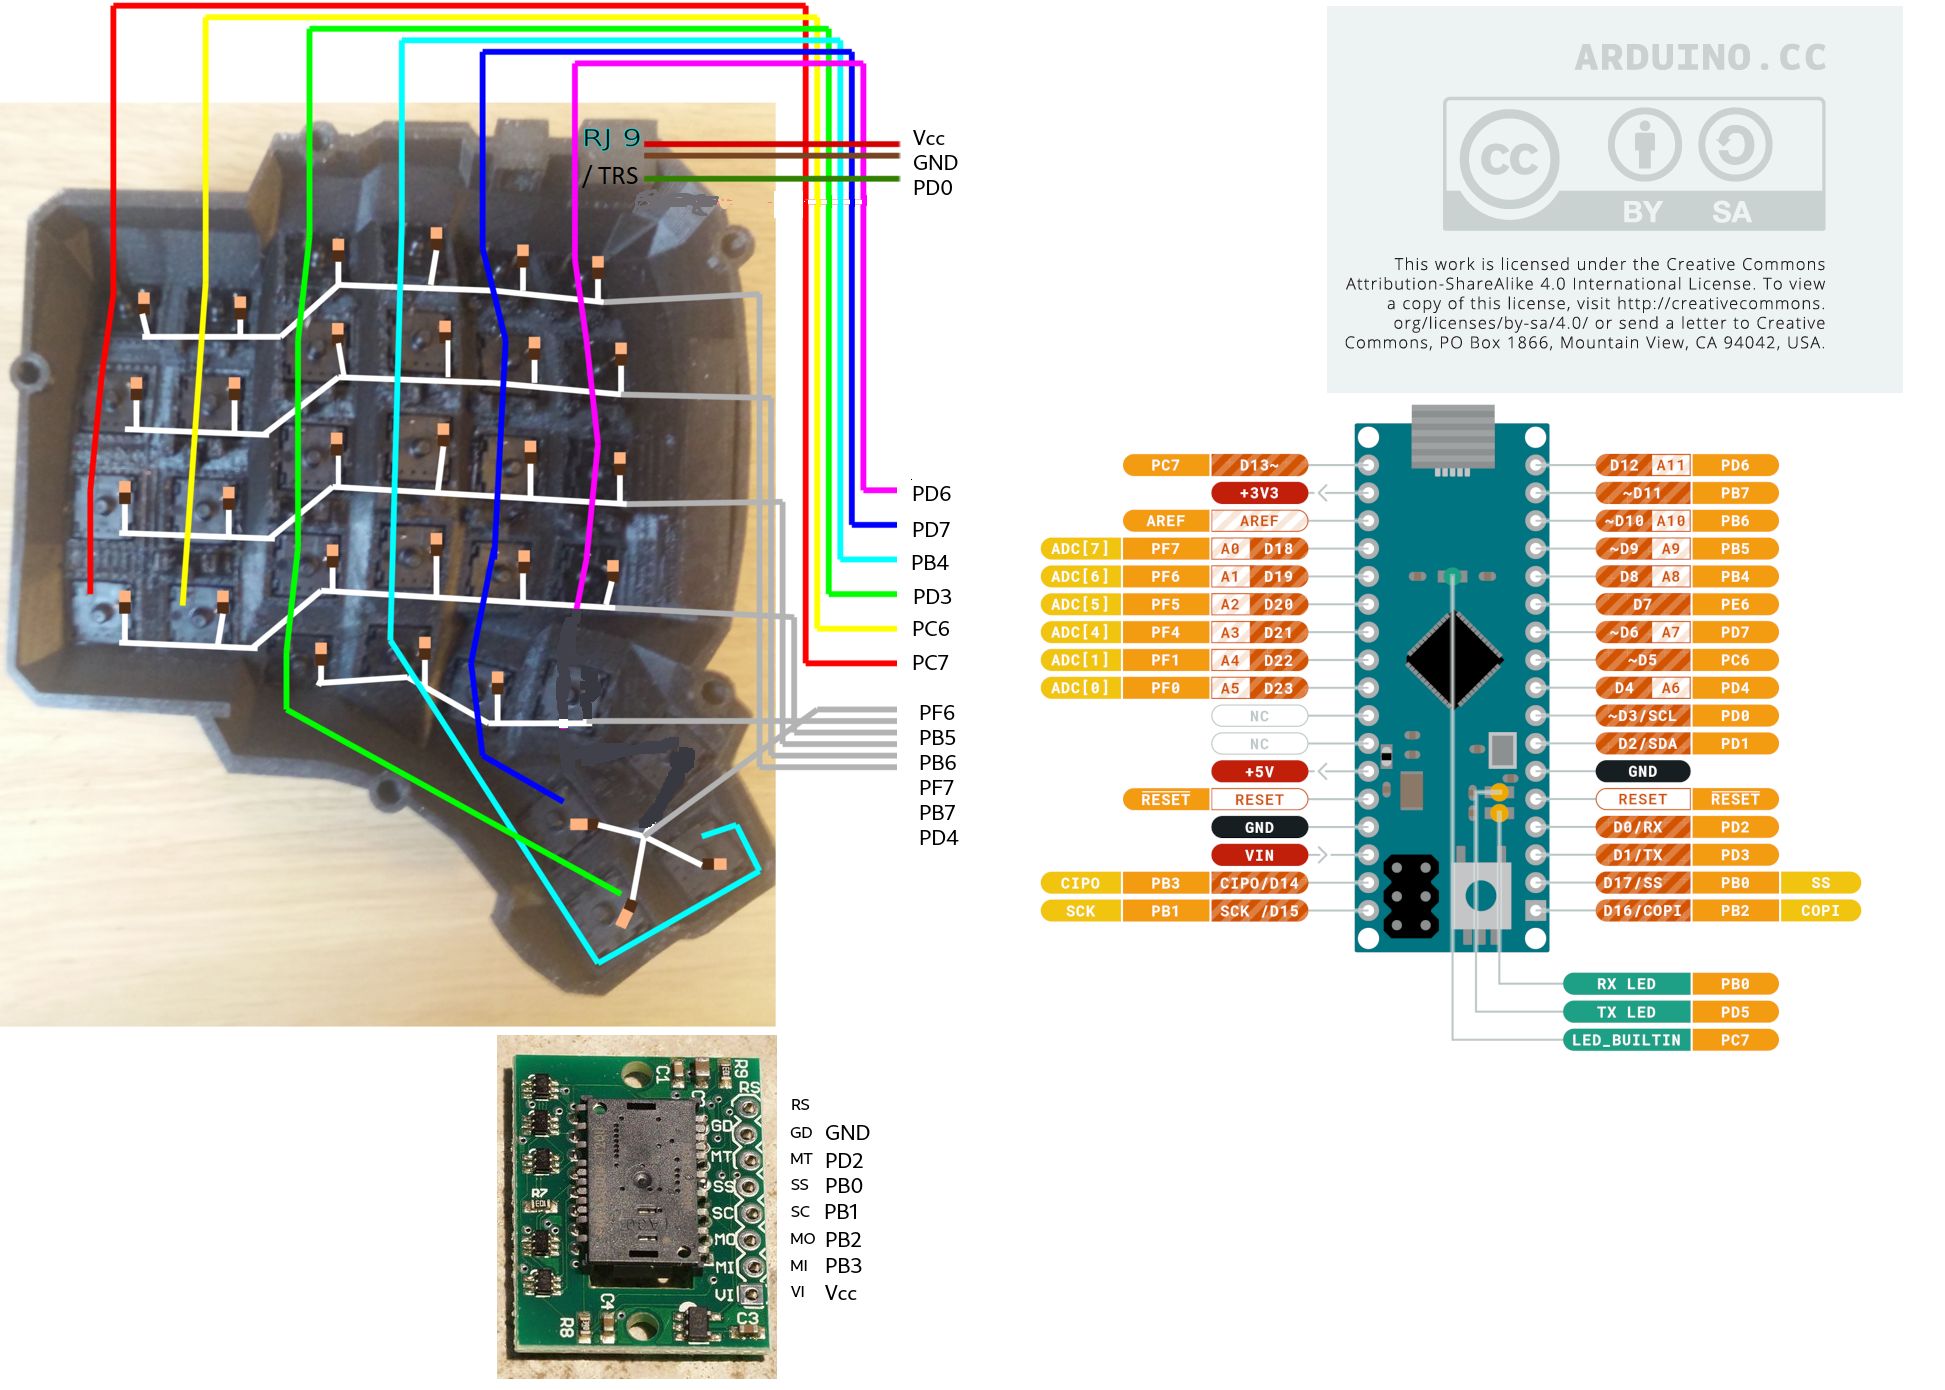 RJ 9
/ TRS
Vcc
GND
PD0
PD6
PD7
PB4
PD3
PC6
PC7
PF6
PB5
PB6
PF7
PB7
PD4
C1
R9
RS
GD
MT
SS
SC
MO
MI
VI
R7
C4
R8
C3
RS
GD GND
MT PD2
SS PB0
SC PB1
MO PB2
MI PB3
VI Vcc
ARDUINO.CC
CC
BY SA
This work is licensed under the Creative Commons
Attribution-ShareAlike 4.0 International License. To view
a copy of this license, visit http://creativecommons.
org/licenses/by-sa/4.0/ or send a letter to Creative
Commons, PO Box 1866, Mountain View, CA 94042, USA.
PC7 D13~
+3V3
AREF AREF
ADC[7] PF7 A0 D18
ADC[6] PF6 A1 D19
ADC[5] PF5 A2 D20
ADC[4] PF4 A3 D21
ADC[1] PF1 A4 D22
ADC[0] PF0 A5 D23
NC
NC
+5V
RESET RESET
GND
VIN
CIPO PB3 CIPO/D14
SCK PB1 SCK /D15
D12 A11 PD6
~D11 PB7
~D10 A10 PB6
~D9 A9 PB5
D8 A8 PB4
D7 PE6
~D6 A7 PD7
~D5 PC6
D4 A6 PD4
~D3/SCL PD0
D2/SDA PD1
GND
RESET RESET
D0/RX PD2
D1/TX PD3
D17/SS PB0 SS
D16/COPI PB2 COPI
RX LED PB0
TX LED PD5
LED_BUILTIN PC7